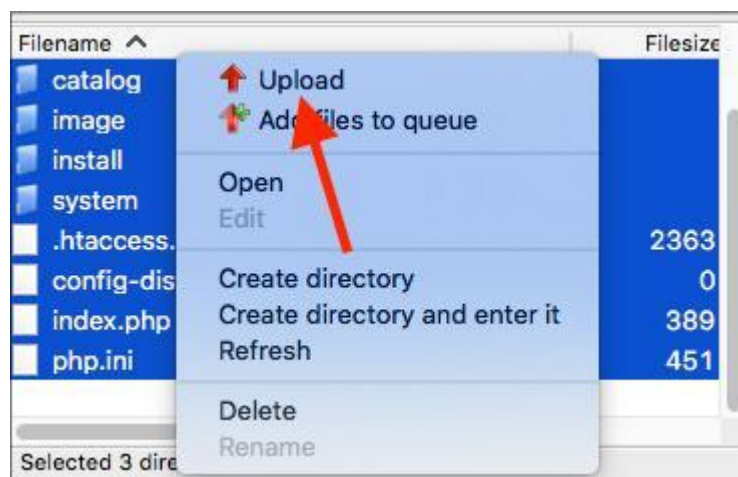 Filename Filesize
catalog
image
install
system
.htaccess. 2363
config-dis 0
index.php 389
php.ini 451
Selected 3 dire
Upload
Add files to queue
Open
Edit
Create directory
Create directory and enter it
Refresh
Delete
Rename